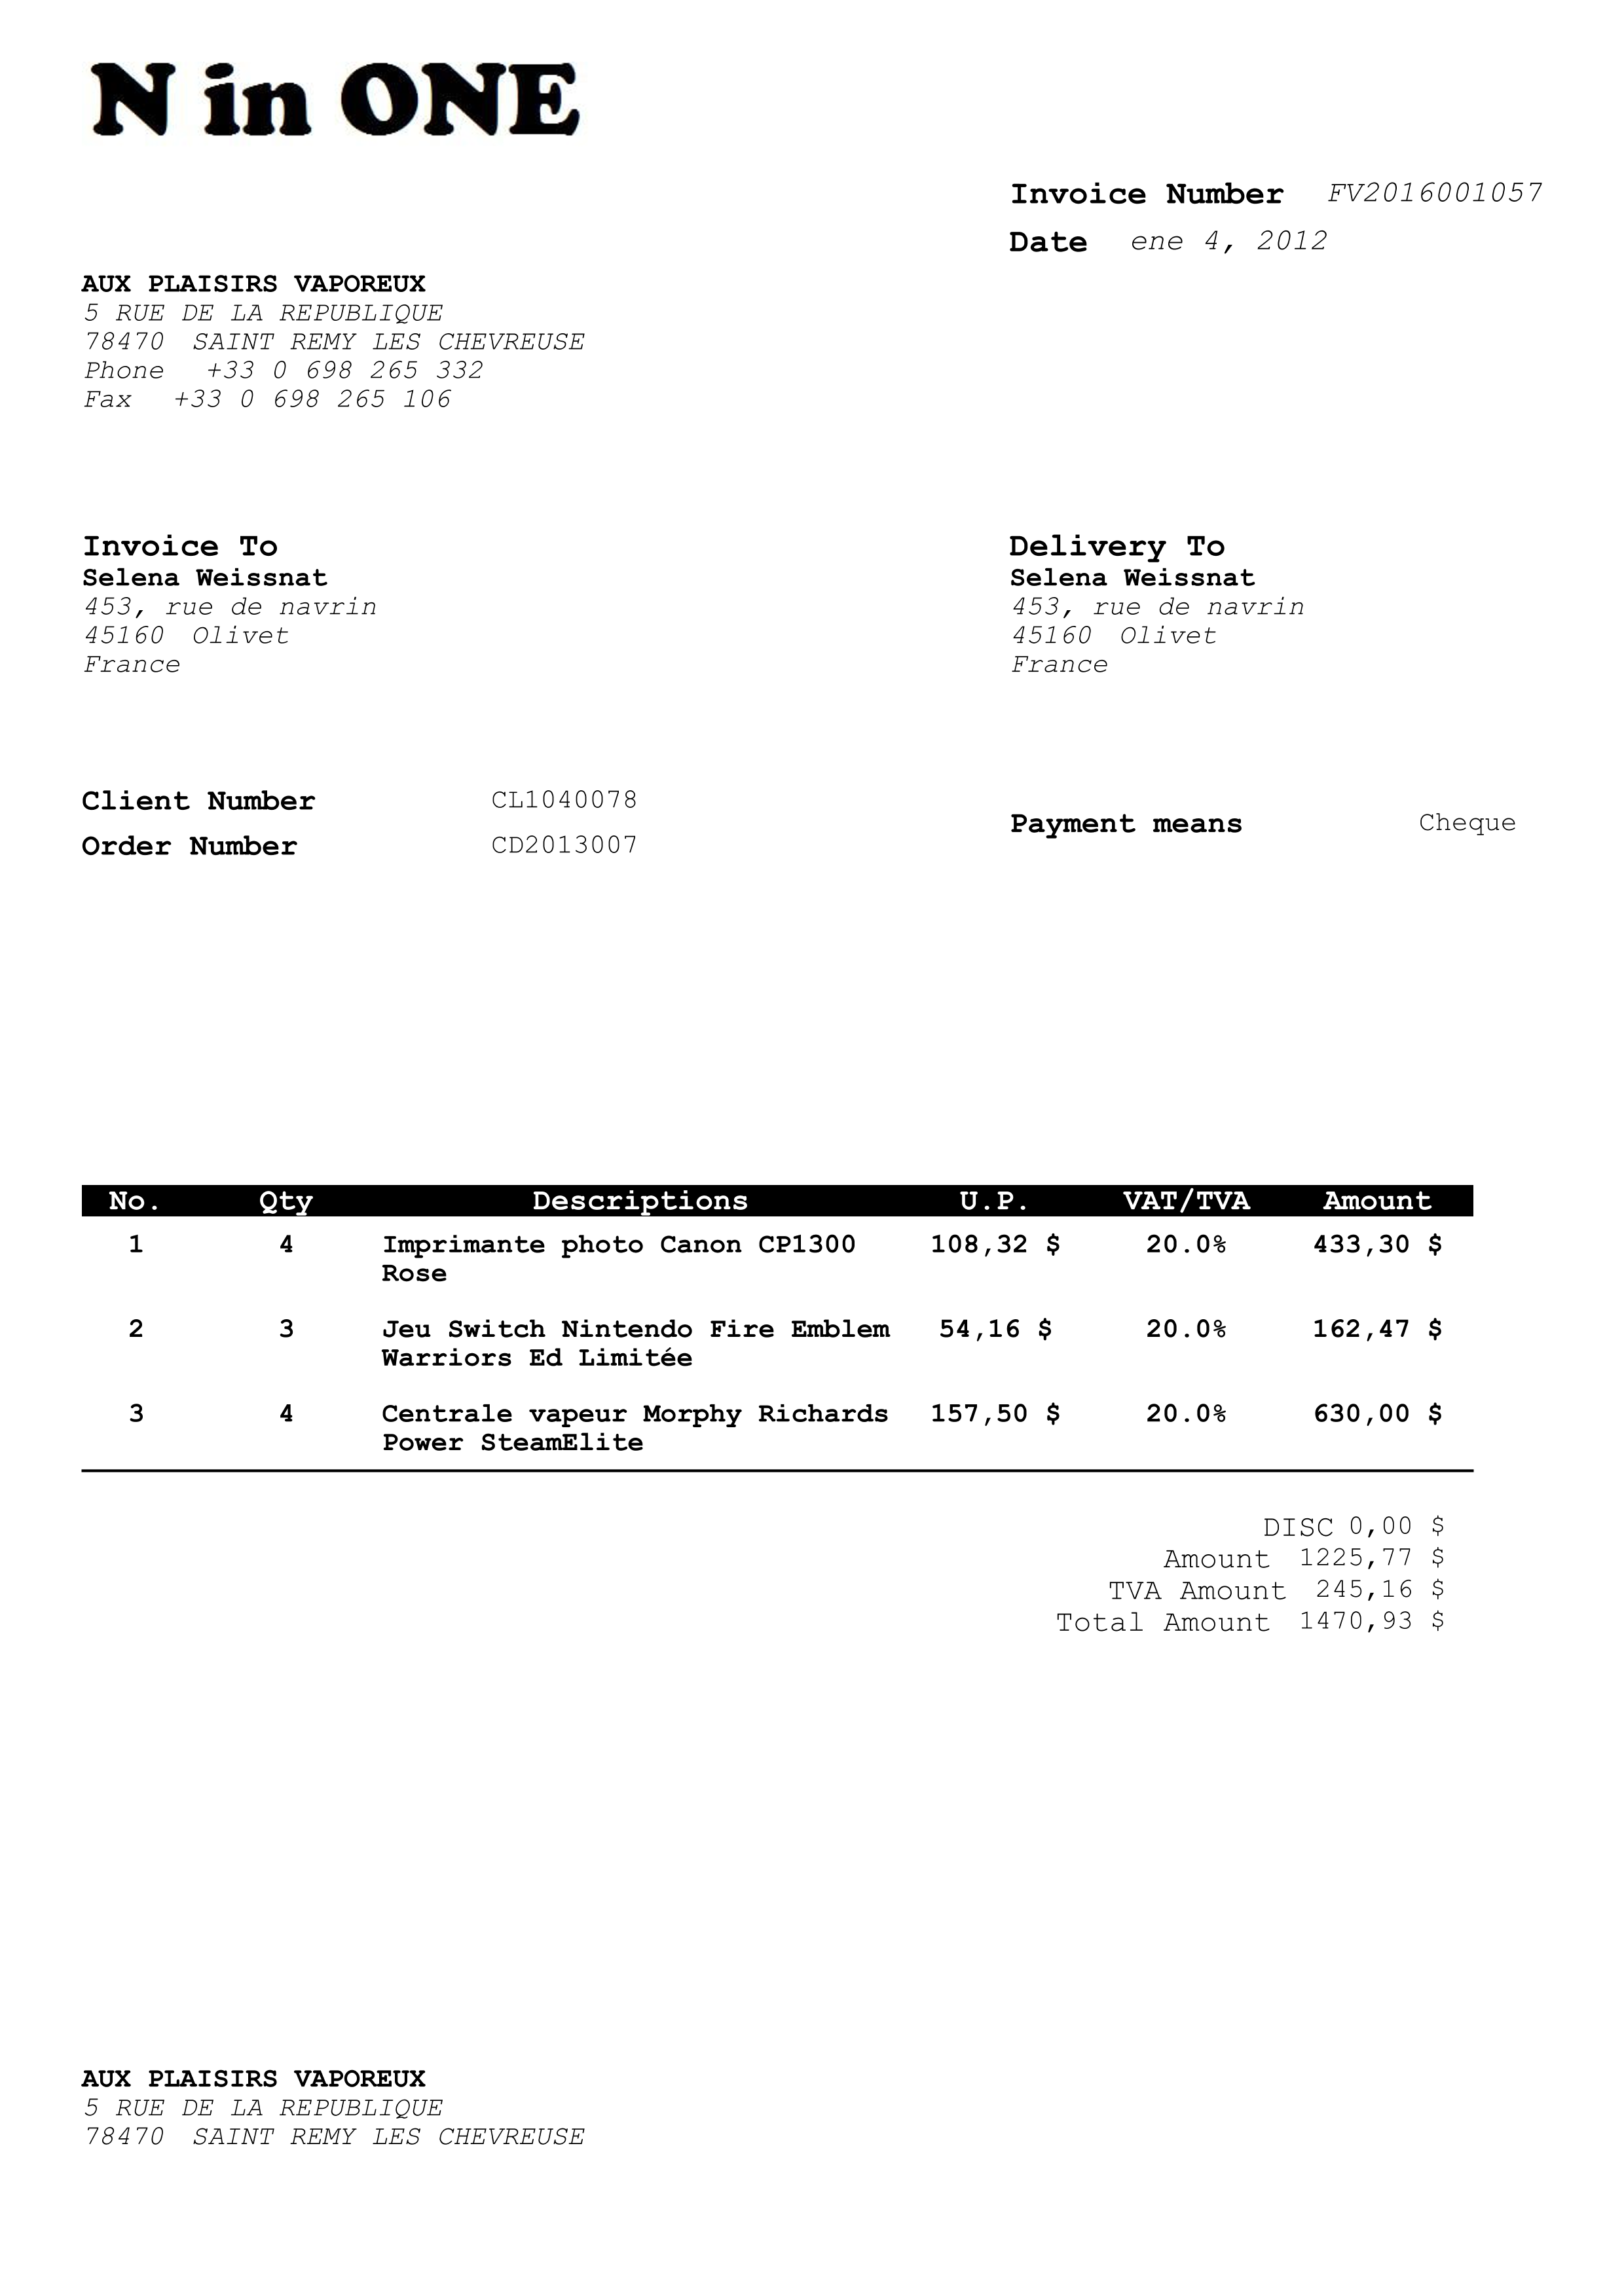 N in ONE
Invoice Number FV2016001057
Date ene 4, 2012
AUX PLAISIRS VAPOREUX
5 RUE DE LA REPUBLIQUE
78470 SAINT REMY LES CHEVREUSE
Phone +33 0 698 265 332
Fax +33 0 698 265 106
Invoice To
Selena Weissnat
453, rue de navrin
45160 Olivet
France
Delivery To
Selena Weissnat
453, rue de navrin
45160 Olivet
France
Client Number CL1040078
Order Number CD2013007
Payment means Cheque
No. Qty Descriptions U.P. VAT/TVA Amount
1 4 Imprimante photo Canon CP1300 108,32 $ 20.0% 433,30 $
Rose
2 3 Jeu Switch Nintendo Fire Emblem 54,16 $ 20.0% 162,47 $
Warriors Ed Limitée
3 4 Centrale vapeur Morphy Richards 157,50 $ 20.0% 630,00 $
Power SteamElite
DISC 0,00 $
Amount 1225,77 $
TVA Amount 245,16 $
Total Amount 1470,93 $
AUX PLAISIRS VAPOREUX
5 RUE DE LA REPUBLIQUE
78470 SAINT REMY LES CHEVREUSE